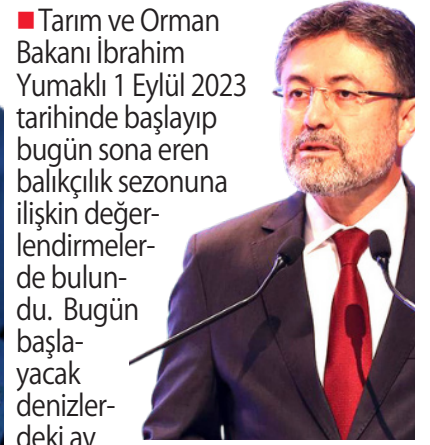 ■ Tarım ve Orman
Bakanı İbrahim
Yumaklı 1 Eylül 2023
tarihinde başlayıp
bugün sona eren
balıkçılık sezonuna
ilişkin değer-
lendirmeler-
de bulun-
du. Bugün
başla-
yacak
denizler-
deki av